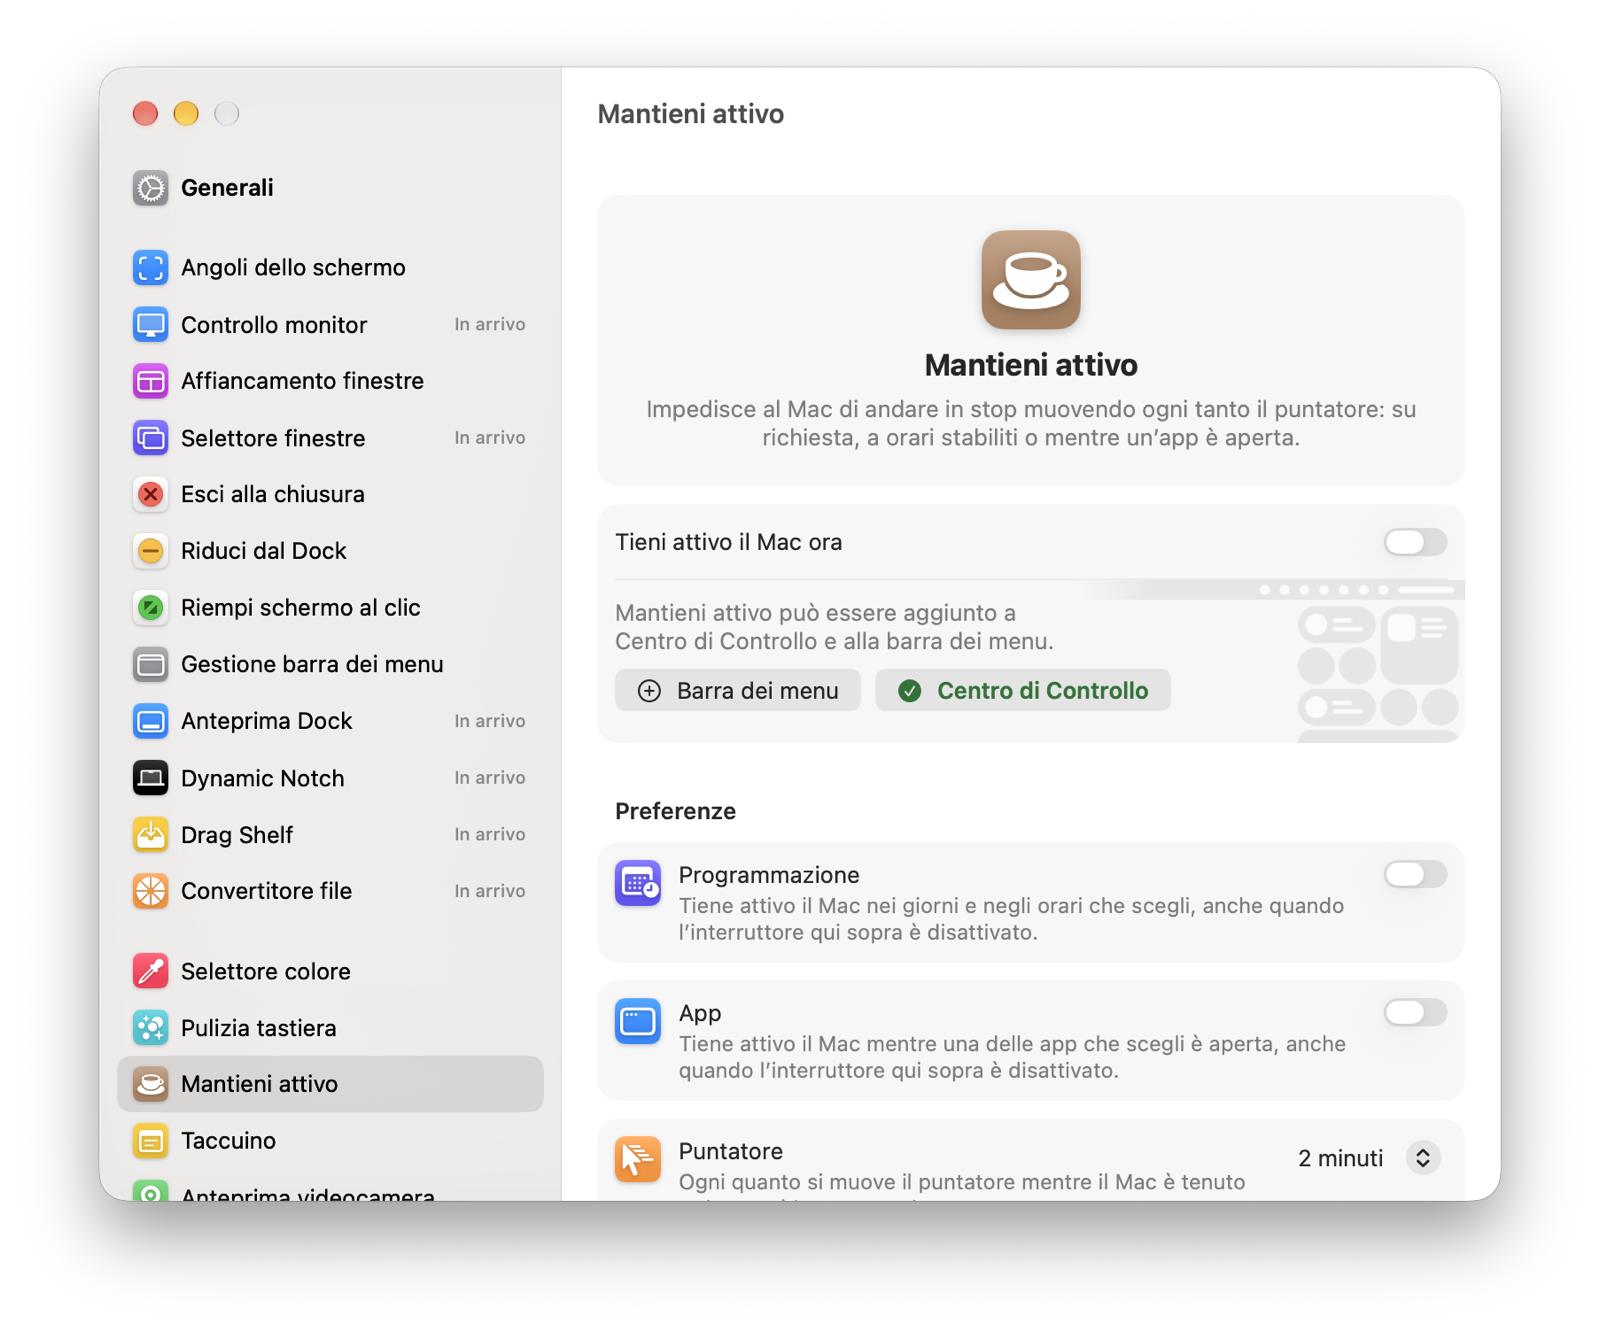 Generali
Angoli dello schermo
Controllo monitor In arrivo
Affiancamento finestre
Selettore finestre In arrivo
Esci alla chiusura
Riduci dal Dock
Riempi schermo al clic
Gestione barra dei menu
Anteprima Dock In arrivo
Dynamic Notch In arrivo
Drag Shelf In arrivo
Convertitore file In arrivo
Selettore colore
Pulizia tastiera
Mantieni attivo
Taccuino
Anteprima videocamera
Mantieni attivo
Mantieni attivo
Impedisce al Mac di andare in stop muovendo ogni tanto il puntatore: su
richiesta, a orari stabiliti o mentre un’app è aperta.
Tieni attivo il Mac ora
Mantieni attivo può essere aggiunto a
Centro di Controllo e alla barra dei menu.
Barra dei menu Centro di Controllo
Preferenze
Programmazione
Tiene attivo il Mac nei giorni e negli orari che scegli, anche quando
l’interruttore qui sopra è disattivato.
App
Tiene attivo il Mac mentre una delle app che scegli è aperta, anche
quando l’interruttore qui sopra è disattivato.
Puntatore 2 minuti
Ogni quanto si muove il puntatore mentre il Mac è tenuto